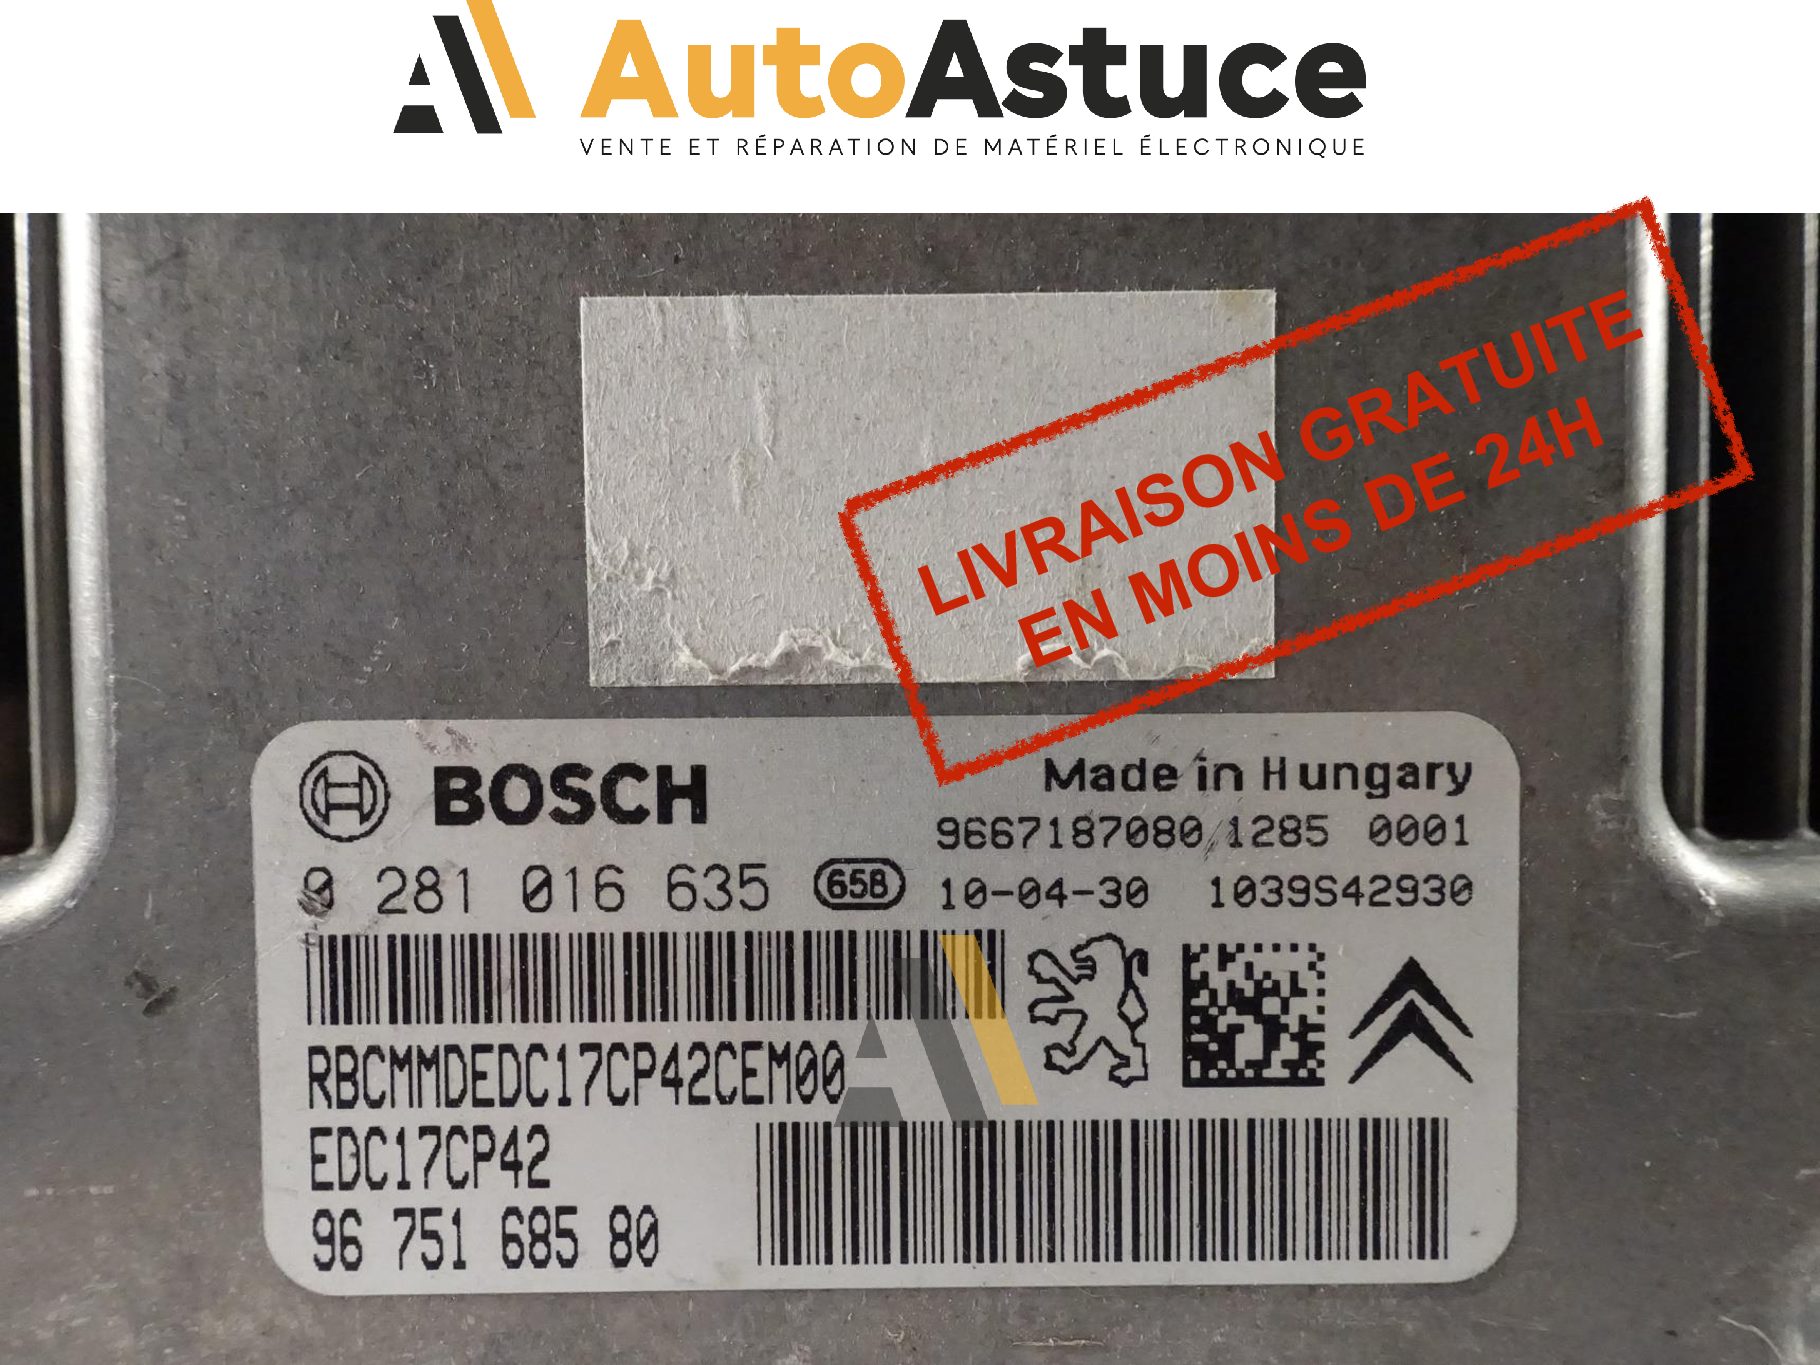 AutoAstuce
VENTE ET RÉPARATION DE MATÉRIEL ÉLECTRONIQUE
LIVRAISON GRATUITE
EN MOINS DE 24H
BOSCH
Made in Hungary
9667187080 1285 0001
0 281 016 635 65B 10-04-30 1039S42930
RBCMMDEDC17CP42CEM00
EDC17CP42
96 751 685 80